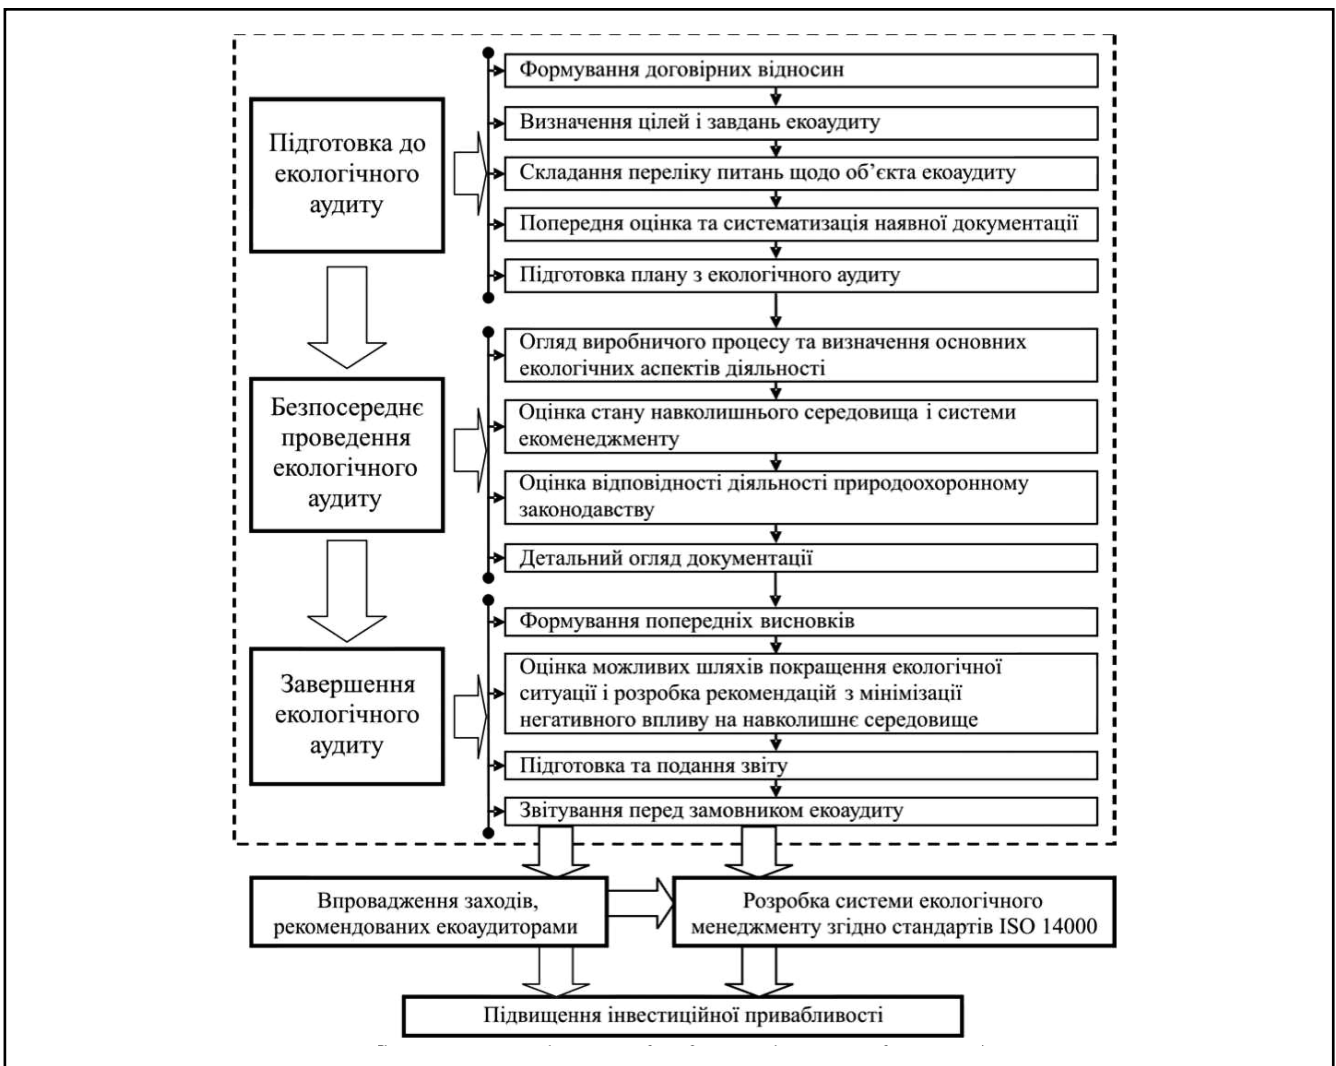 Підготовка до
екологічного
аудиту
Формування договірних відносин
Визначення цілей і завдань екоаудиту
Складання переліку питань щодо об’єкта екоаудиту
Попередня оцінка та систематизація наявної документації
Підготовка плану з екологічного аудиту
Безпосереднє
проведення
екологічного
аудиту
Огляд виробничого процесу та визначення основних
екологічних аспектів діяльності
Оцінка стану навколишнього середовища і системи
екоменеджменту
Оцінка відповідності діяльності природоохоронному
законодавству
Детальний огляд документації
Завершення
екологічного
аудиту
Формування попередніх висновків
Оцінка можливих шляхів покращення екологічної
ситуації і розробка рекомендацій з мінімізації
негативного впливу на навколишнє середовище
Підготовка та подання звіту
Звітування перед замовником екоаудиту
Впровадження заходів,
рекомендованих екоаудиторами
Розробка системи екологічного
менеджменту згідно стандартів ISO 14000
Підвищення інвестиційної привабливості